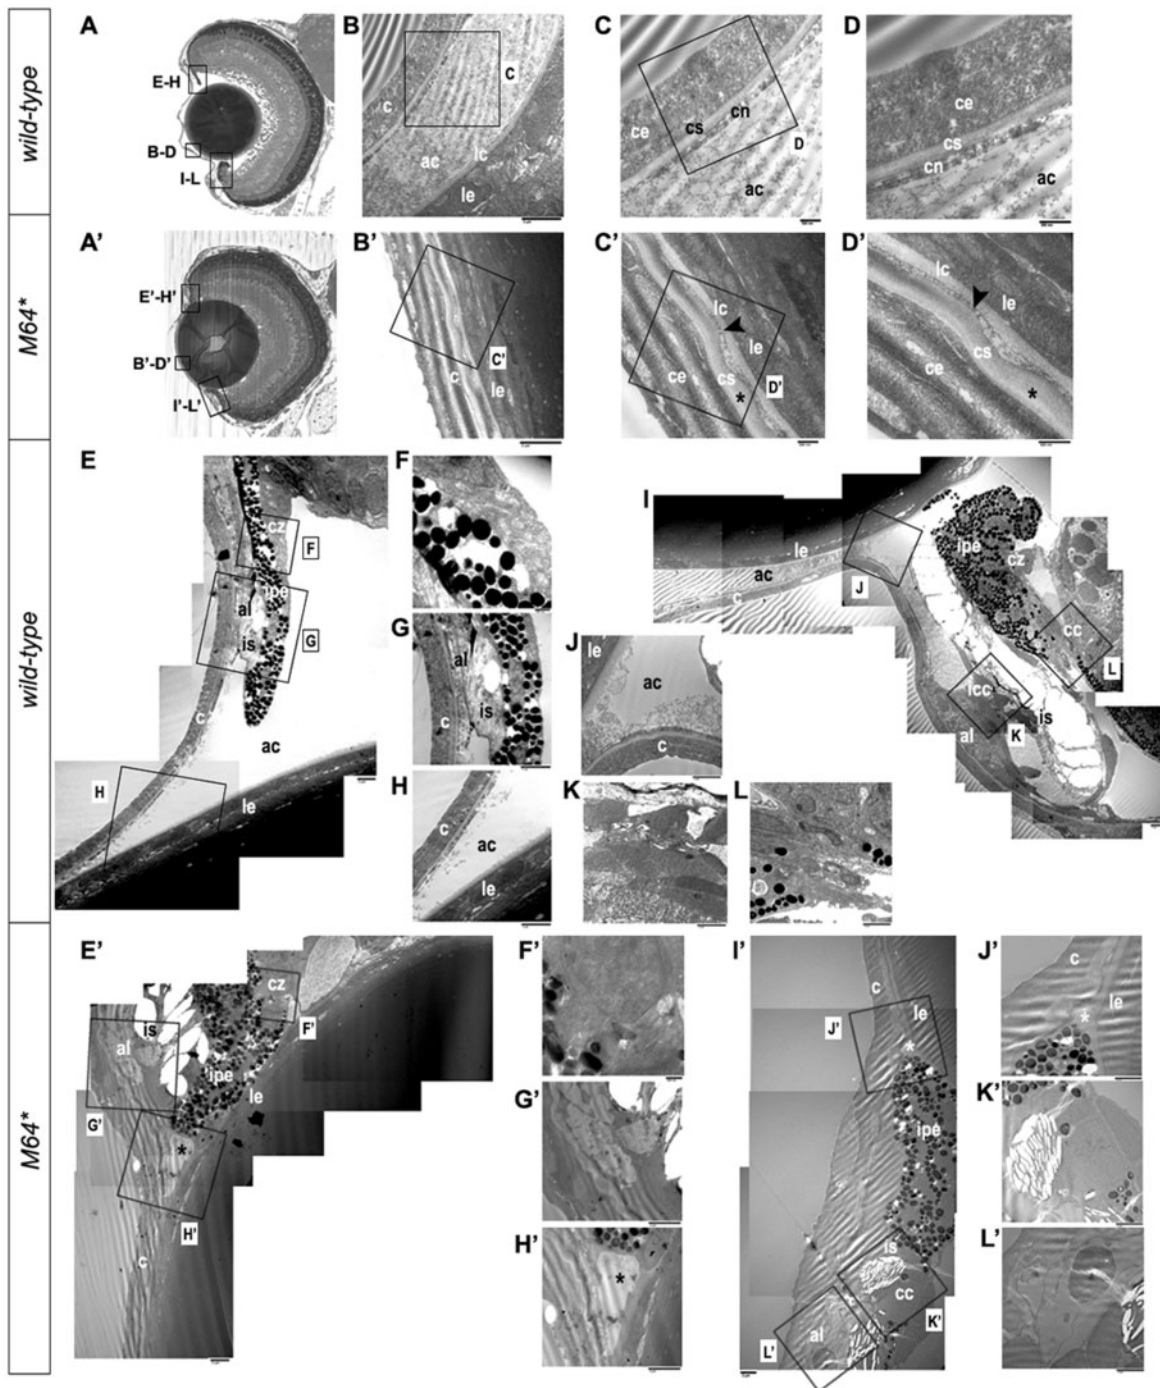 wild-type
A
E-H
B-D
I-L
B
C
c
ac
lc
le
C
ce
cs
cn
D
ac
D
ce
cs
cn
ac
M64*
A'
E'-H'
B'-D'
I'-L'
B'
C'
c
le
C'
lc
le
ce
cs
D'
*
D'
lc
le
cs
ce
*
wild-type
E
cz
F
ipe
al
G
is
c
ac
H
le
F
G
al
c
is
H
c
ac
le
I
le
ac
c
J
ipe
cz
cc
L
icc
is
K
al
J
le
ac
c
K
L
M64*
E'
is
al
cz
F'
ipe
le
G'
*
H'
c
F'
G'
H'
*
I'
c
le
J'
*
ipe
is
cc
K'
al
L'
J'
c
le
*
K'
L'